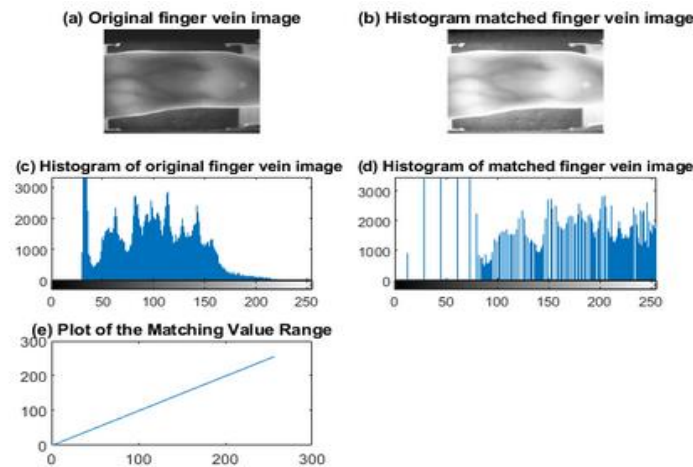 (a) Original finger vein image
(b) Histogram matched finger vein image
(c) Histogram of original finger vein image
3000
2000
1000
0
0 50 100 150 200 250
(d) Histogram of matched finger vein image
3000
2000
1000
0
0 50 100 150 200 250
(e) Plot of the Matching Value Range
300
200
100
0
0 100 200 300